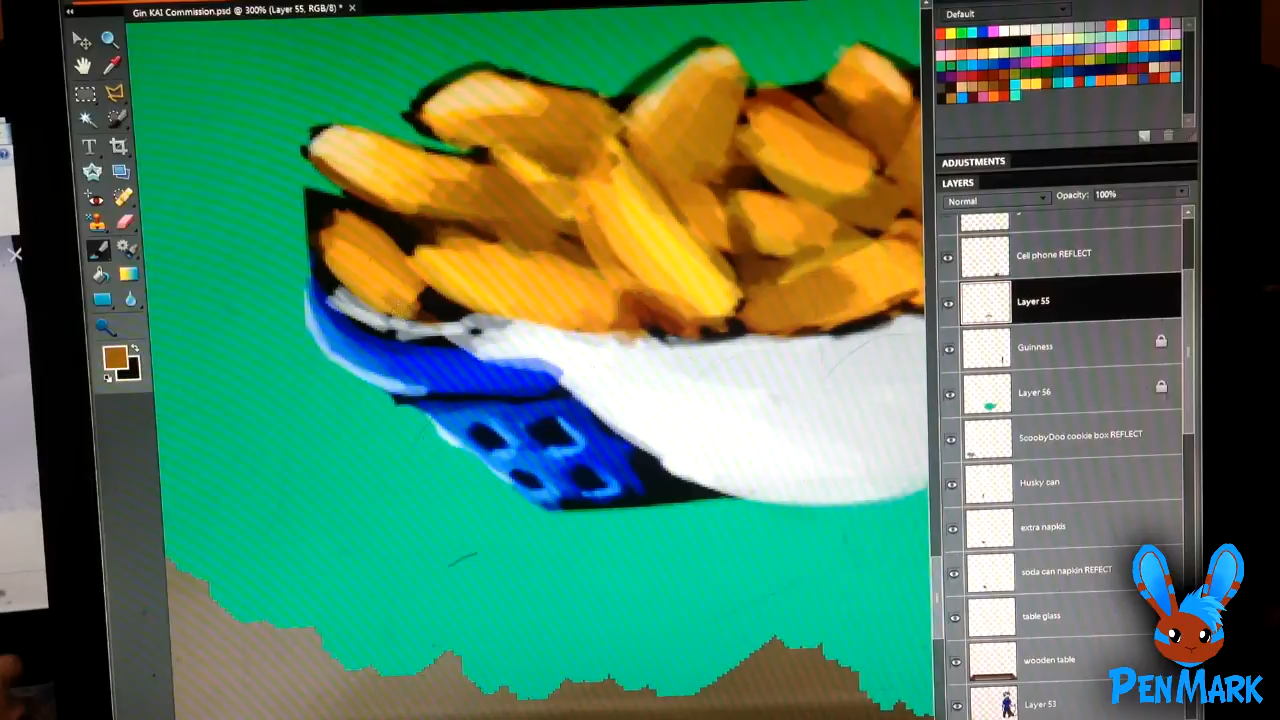 Gin KAI Commission.psd @ 300% (Layer 55, RGB/8) * ×
Default
ADJUSTMENTS
LAYERS
Normal
Opacity: 100%
Cell phone REFLECT
Layer 55
Guinness
Layer 56
ScoobyDoo cookie box REFLECT
Husky can
extra napkis
soda can napkin REFECT
table glass
wooden table
Layer 53
PENMARK